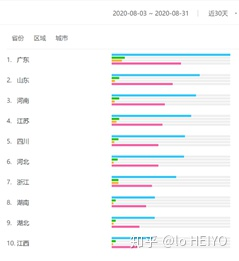 2020-08-03 ~ 2020-08-31 | 近30天
省份 区域 城市
1. 广东
2. 山东
3. 河南
4. 江苏
5. 四川
6. 河北
7. 浙江
8. 湖南
9. 湖北
10. 江西
知乎 @lo HEIYO